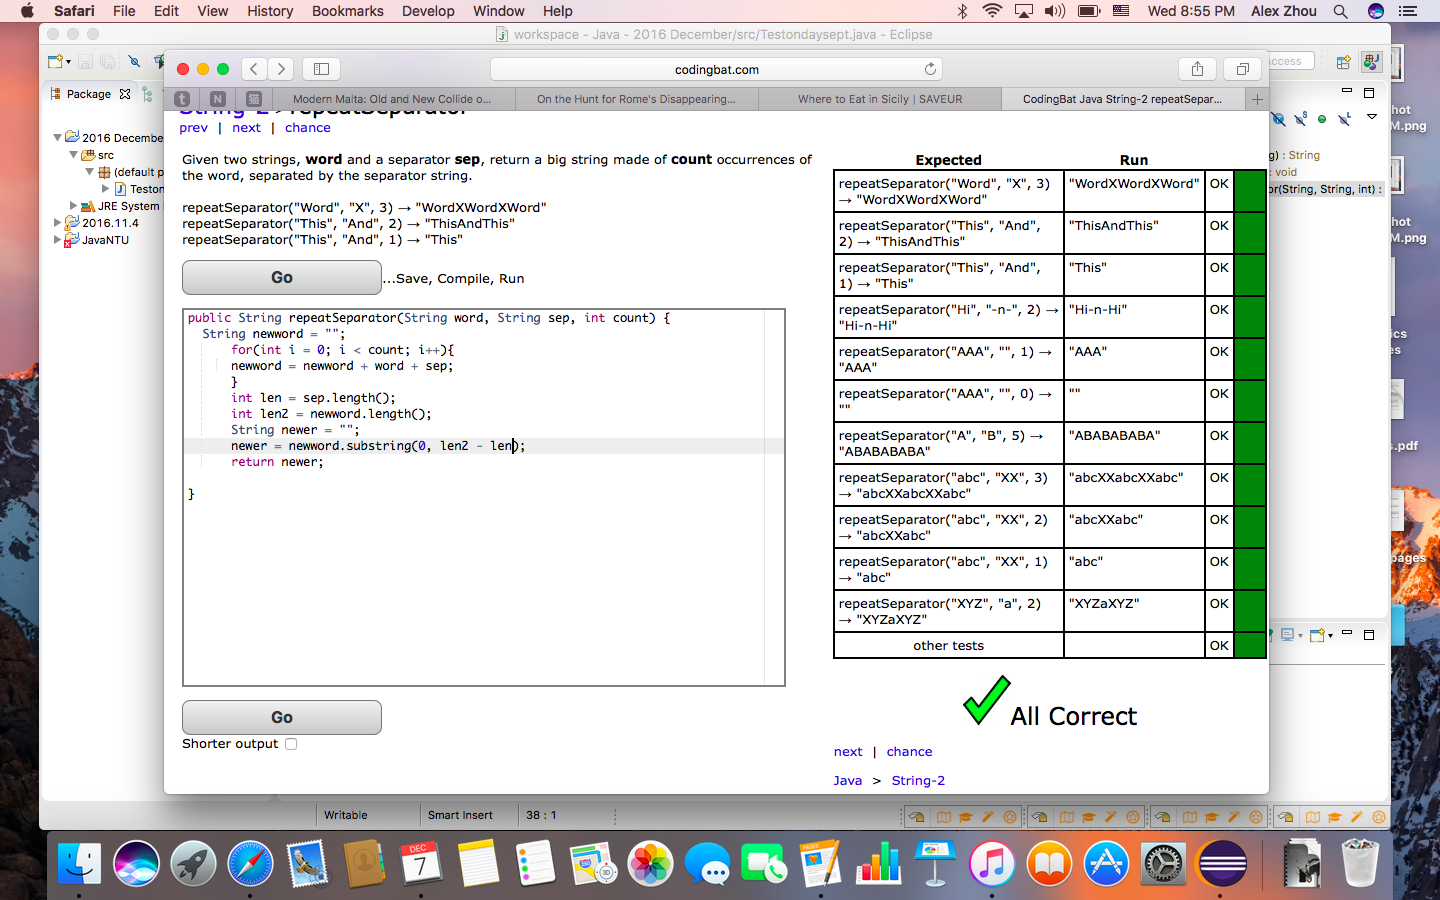 Safari File Edit View History Bookmarks Develop Window Help Wed 8:55 PM Alex Zhou
workspace - Java - 2016 December/src/Testondaysept.java - Eclipse
codingbat.com
Modern Malta: Old and New Collide o...
On the Hunt for Rome's Disappearing...
Where to Eat in Sicily | SAVEUR
CodingBat Java String-2 repeatSepar...
Package
2016 Decembe
src
(default p
Teston
JRE System
2016.11.4
JavaNTU
prev | next | chance
Given two strings, word and a separator sep, return a big string made of count occurrences of
the word, separated by the separator string.
repeatSeparator("Word", "X", 3) → "WordXWordXWord"
repeatSeparator("This", "And", 2) → "ThisAndThis"
repeatSeparator("This", "And", 1) → "This"
Go
...Save, Compile, Run
public String repeatSeparator(String word, String sep, int count) {
String newword = "";
for(int i = 0; i < count; i++){
newword = newword + word + sep;
}
int len = sep.length();
int len2 = newword.length();
String newer = "";
newer = newword.substring(0, len2 - len);
return newer;
}
Go
Shorter output
Expected Run
repeatSeparator("Word", "X", 3) "WordXWordXWord" OK
→ "WordXWordXWord"
repeatSeparator("This", "And", "ThisAndThis" OK
2) → "ThisAndThis"
repeatSeparator("This", "And", "This" OK
1) → "This"
repeatSeparator("Hi", "-n-", 2) → "Hi-n-Hi" OK
"Hi-n-Hi"
repeatSeparator("AAA", "", 1) → "AAA" OK
"AAA"
repeatSeparator("AAA", "", 0) → "" OK
""
repeatSeparator("A", "B", 5) → "ABABABABA" OK
"ABABABABA"
repeatSeparator("abc", "XX", 3) "abcXXabcXXabc" OK
→ "abcXXabcXXabc"
repeatSeparator("abc", "XX", 2) "abcXXabc" OK
→ "abcXXabc"
repeatSeparator("abc", "XX", 1) "abc" OK
→ "abc"
repeatSeparator("XYZ", "a", 2) "XYZaXYZ" OK
→ "XYZaXYZ"
other tests OK
All Correct
next | chance
Java > String-2
ccess
hot
M.png
g) : String
: void
or(String, String, int) :
hot
M.png
ics
es
.pdf
pages
Writable
Smart Insert
38 : 1
DEC
7
PAGES
3D